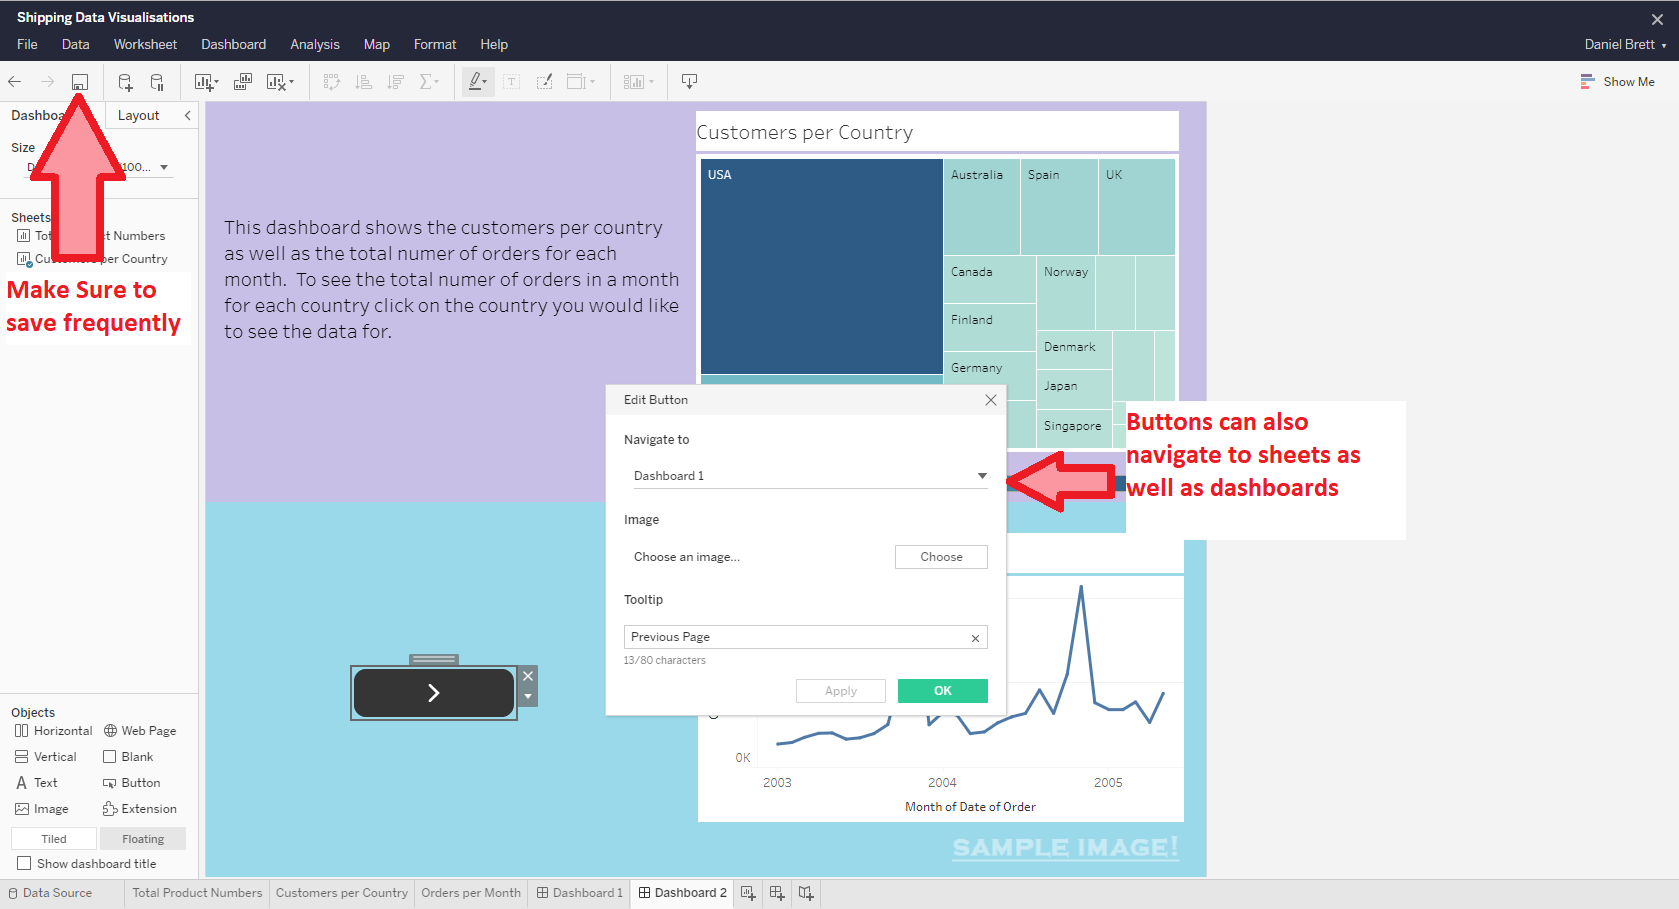 Shipping Data Visualisations
File Data Worksheet Dashboard Analysis Map Format Help
Daniel Brett
Show Me
Layout
Size
100...
Sheets
Numbers
per Country
Make Sure to
save frequently
This dashboard shows the customers per country
as well as the total numer of orders for each
month. To see the total numer of orders in a month
for each country click on the country you would like
to see the data for.
Customers per Country
USA
Australia
Spain
UK
Canada
Norway
Finland
Denmark
Germany
Japan
Singapore
Edit Button
Navigate to
Dashboard 1
Image
Choose an image...
Choose
Tooltip
Previous Page
13/80 characters
Apply
OK
Buttons can also
navigate to sheets as
well as dashboards
0K
2003
2004
2005
Month of Date of Order
SAMPLE IMAGE!
Objects
Horizontal Web Page
Vertical Blank
Text Button
Image Extension
Tiled Floating
Show dashboard title
Data Source Total Product Numbers Customers per Country Orders per Month Dashboard 1 Dashboard 2